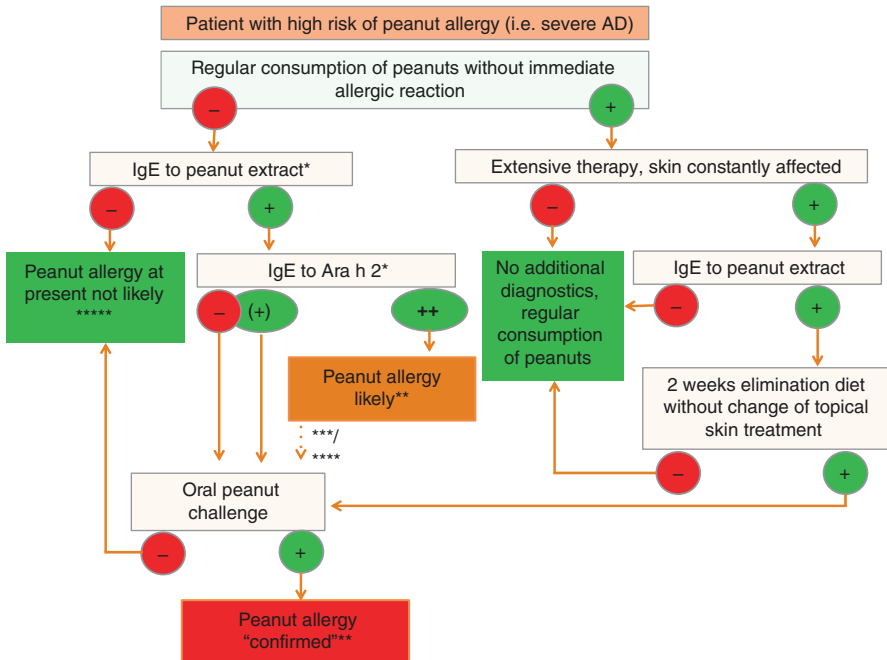 Patient with high risk of peanut allergy (i.e. severe AD)
Regular consumption of peanuts without immediate
allergic reaction
–
+
IgE to peanut extract*
Extensive therapy, skin constantly affected
–
+
–
+
Peanut allergy at
present not likely
*****
IgE to Ara h 2*
No additional
diagnostics,
regular
consumption
of peanuts
IgE to peanut extract
–
(+)
++
–
+
Peanut allergy
likely**
2 weeks elimination diet
without change of topical
skin treatment
***/
****
–
+
Oral peanut
challenge
–
+
Peanut allergy
“confirmed”**